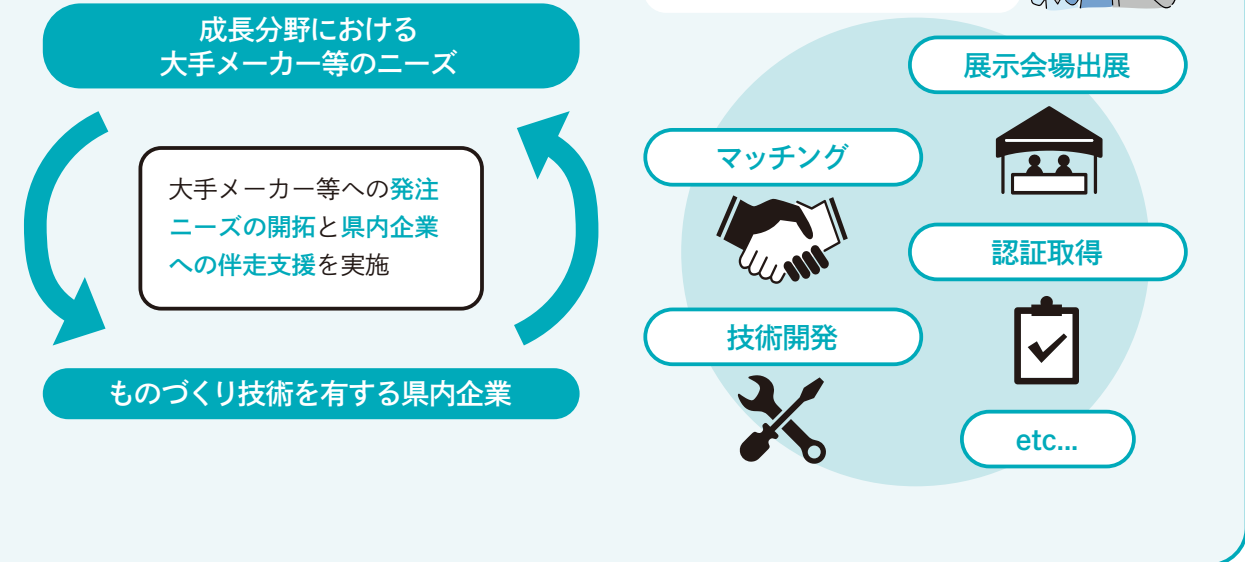 成長分野における
大手メーカー等のニーズ
大手メーカー等への発注
ニーズの開拓と県内企業
への伴走支援を実施
ものづくり技術を有する県内企業
展示会場出展
マッチング
認証取得
技術開発
etc...